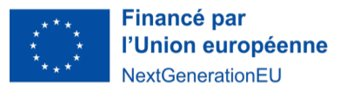 Financé par
l’Union européenne
NextGenerationEU